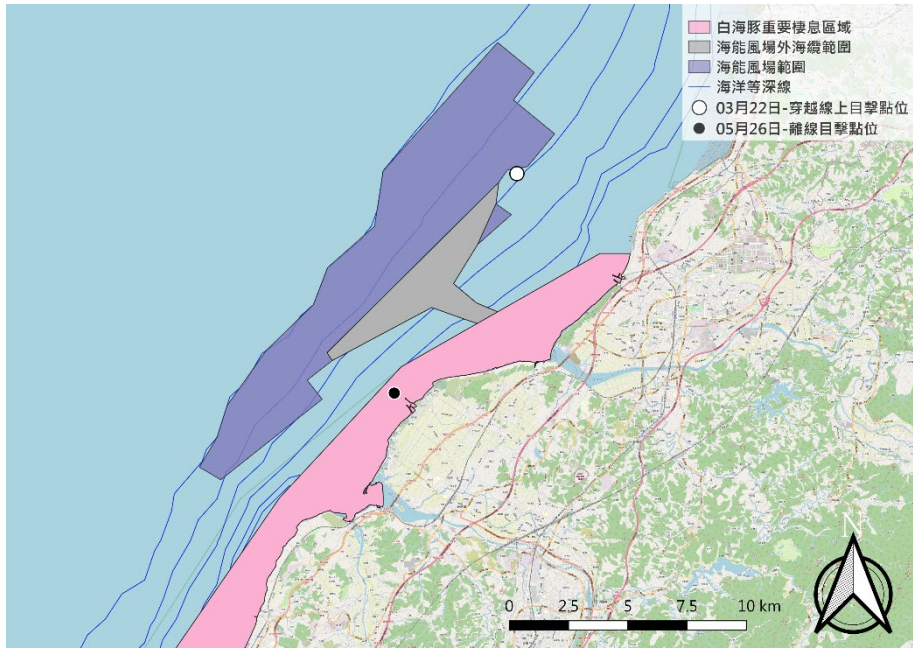 白海豚重要棲息區域
海能風場外海纜範圍
海能風場範圍
海洋等深線
03月22日-穿越線上目擊點位
05月26日-離線目擊點位
N
0 2.5 5 7.5 10 km